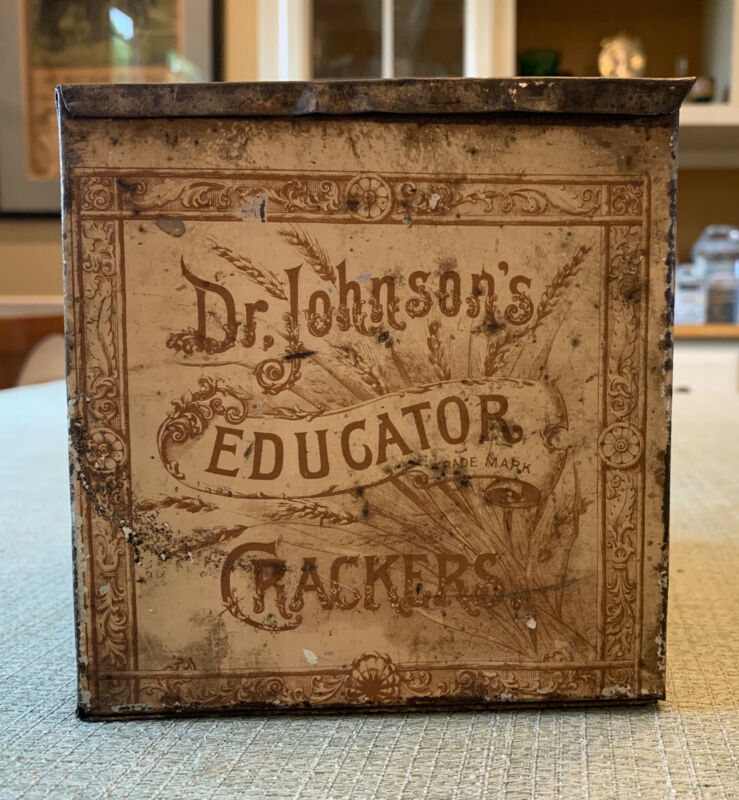 Dr. Johnson's
EDUCATOR
TRADE MARK
CRACKERS.